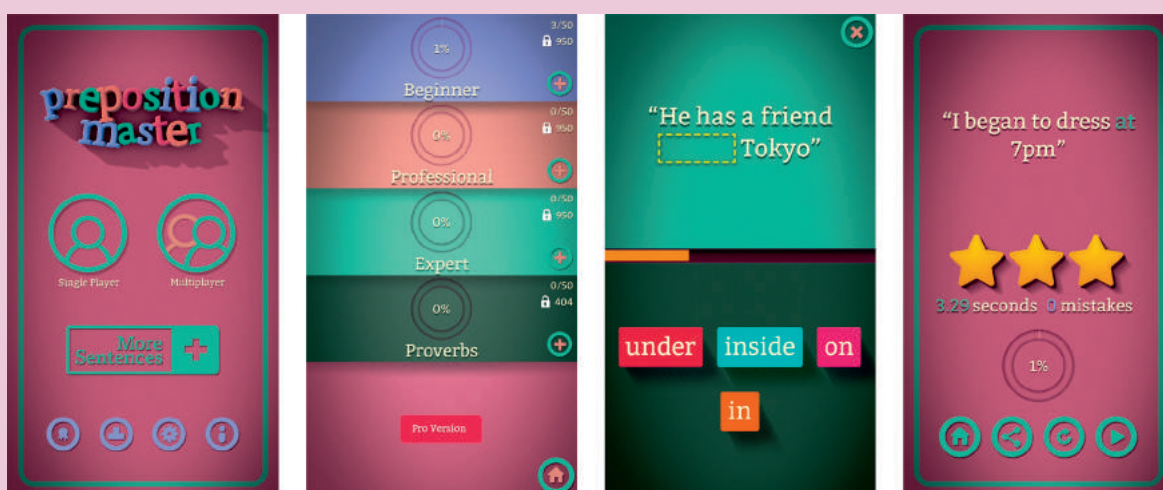 preposition
master
Single Player
Multiplayer
More
Sentences
1%
3/50
950
Beginner
0%
0/50
950
Professional
0%
0/50
950
Expert
0%
0/50
404
Proverbs
Pro Version
“He has a friend
Tokyo”
under inside on
in
“I began to dress at
7pm”
3.29 seconds 0 mistakes
1%